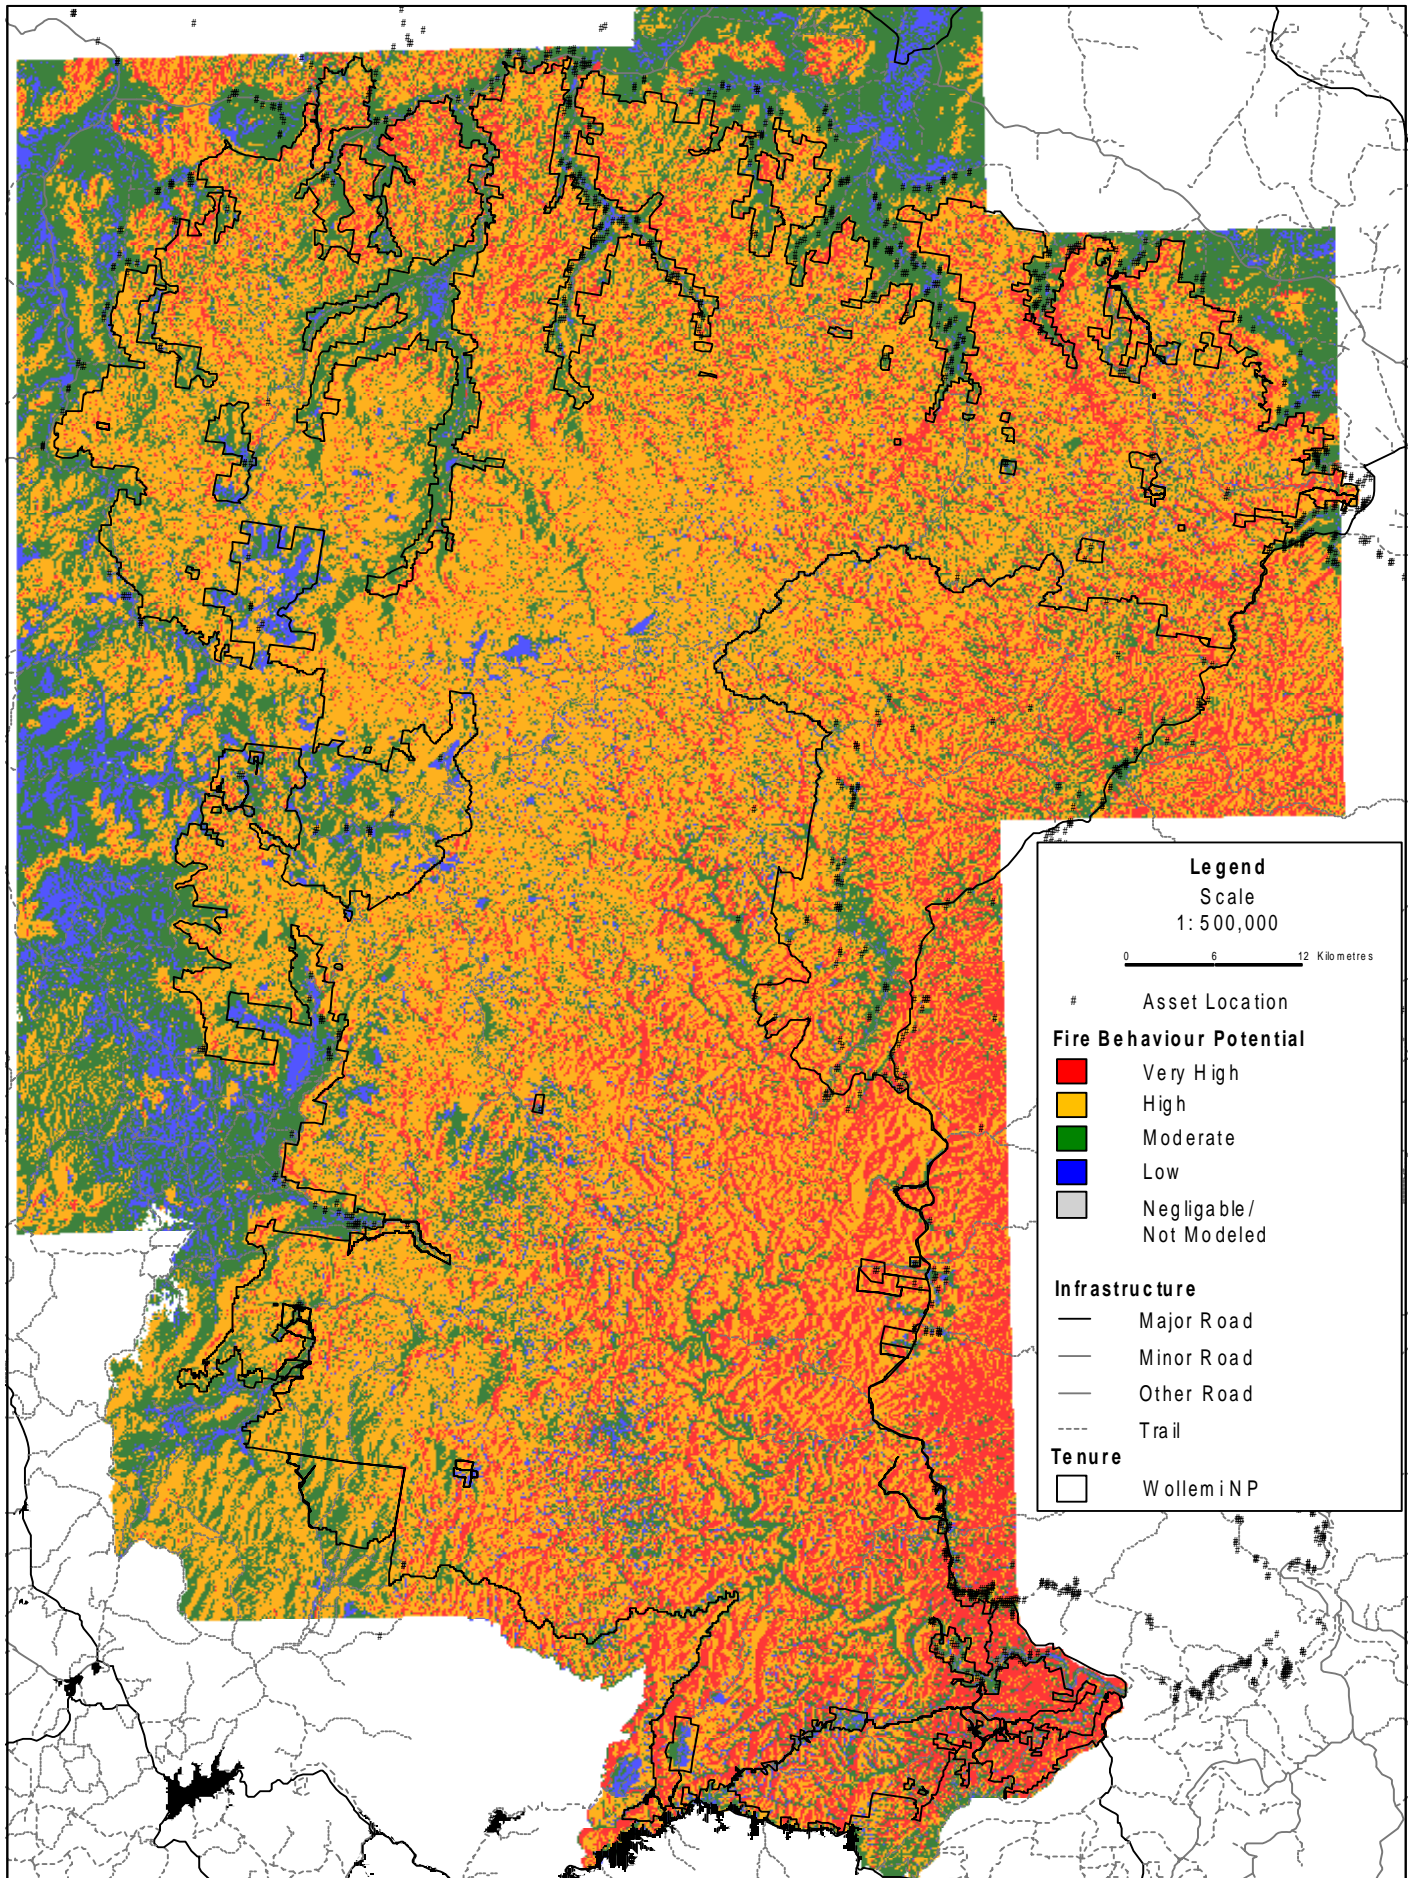 Legend
Scale
1: 500,000
0 6 12 Kilometres
# Asset Location
Fire Behaviour Potential
Very High
High
Moderate
Low
Negligable/
Not Modeled
Infrastructure
Major Road
Minor Road
Other Road
Trail
Tenure
Wollemi NP